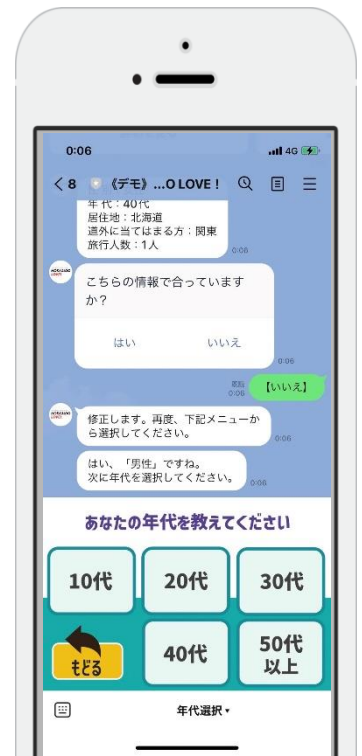 0:06
4G
8
《デモ》...O LOVE！
年代：40代
居住地：北海道
道外に当てはまる方：関東
旅行人数：1人
0:06
こちらの情報で合っています
か？
はい いいえ
0:06
既読
0:06
【いいえ】
修正します。再度、下記メニューか
ら選択してください。
0:06
はい、「男性」ですね。
次に年代を選択してください。
0:06
あなたの年代を教えてください
10代 20代 30代
もどる 40代 50代
以上
年代選択▼